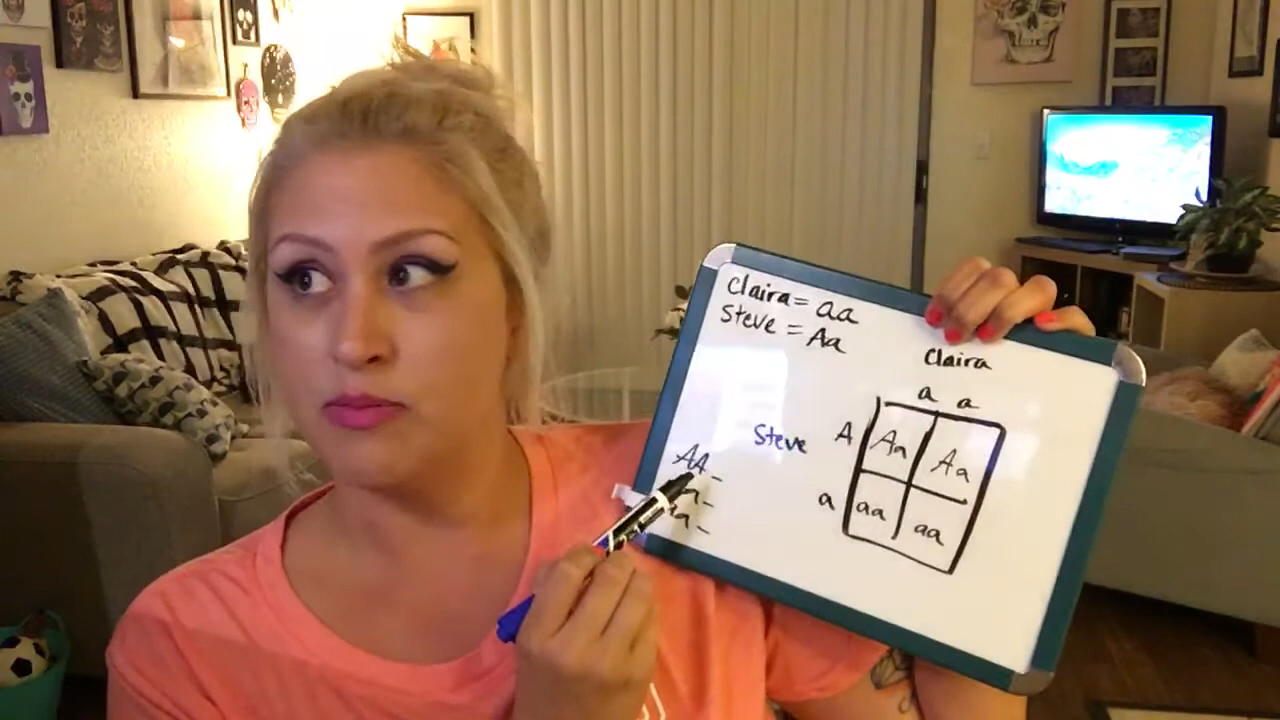 Claira = aa
Steve = Aa
Claira
a a
Steve A Aa Aa
a aa aa
AA -